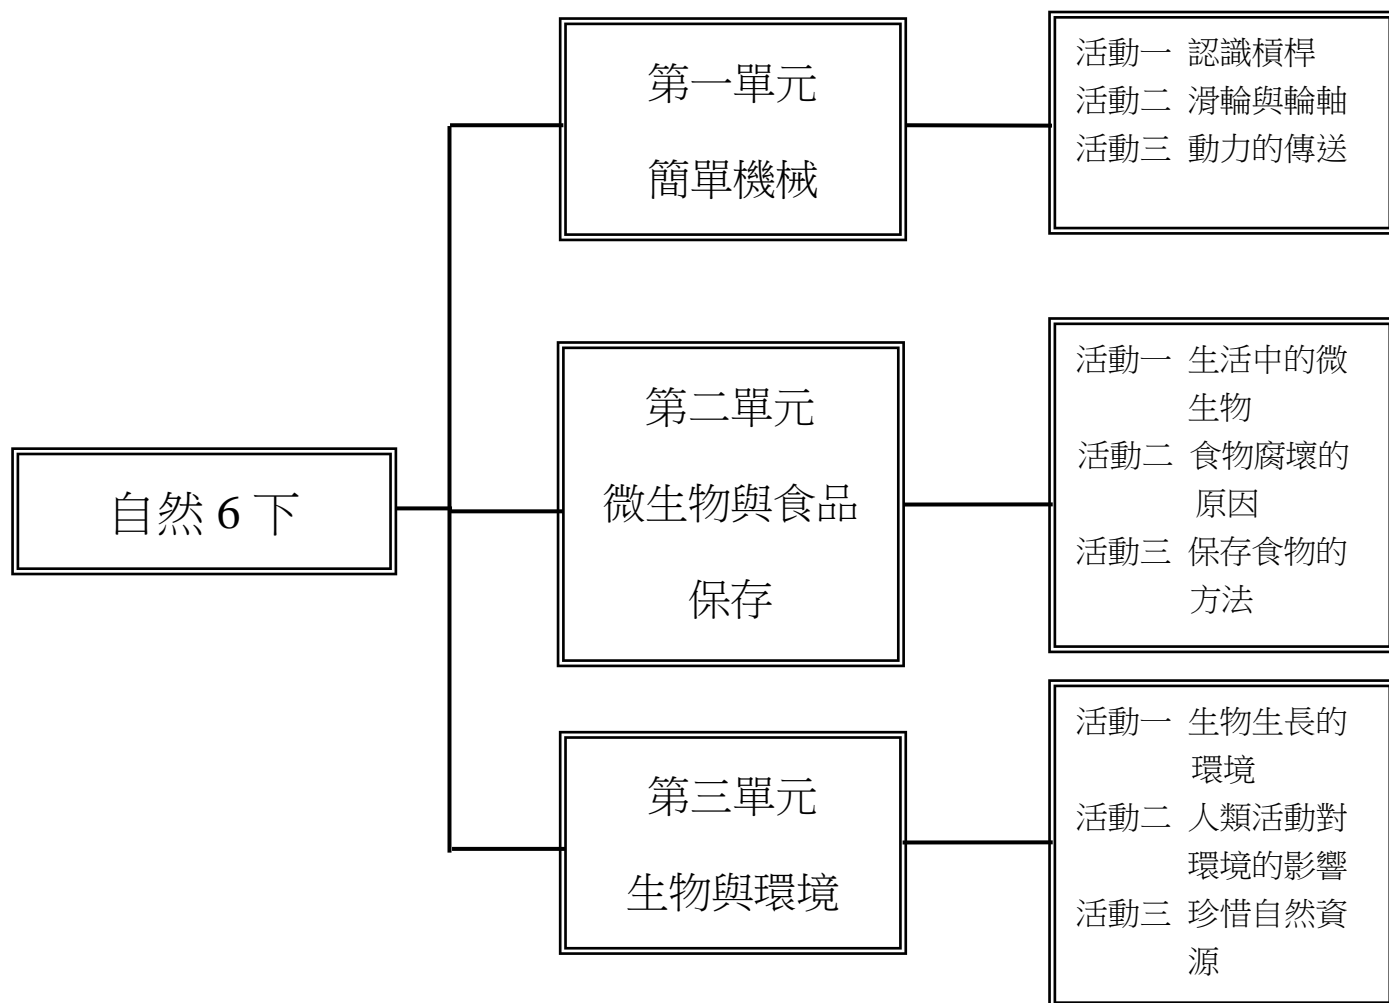 自然 6 下
第一單元
簡單機械
活動一 認識槓桿
活動二 滑輪與輪軸
活動三 動力的傳送
第二單元
微生物與食品
保存
活動一 生活中的微
生物
活動二 食物腐壞的
原因
活動三 保存食物的
方法
第三單元
生物與環境
活動一 生物生長的
環境
活動二 人類活動對
環境的影響
活動三 珍惜自然資
源